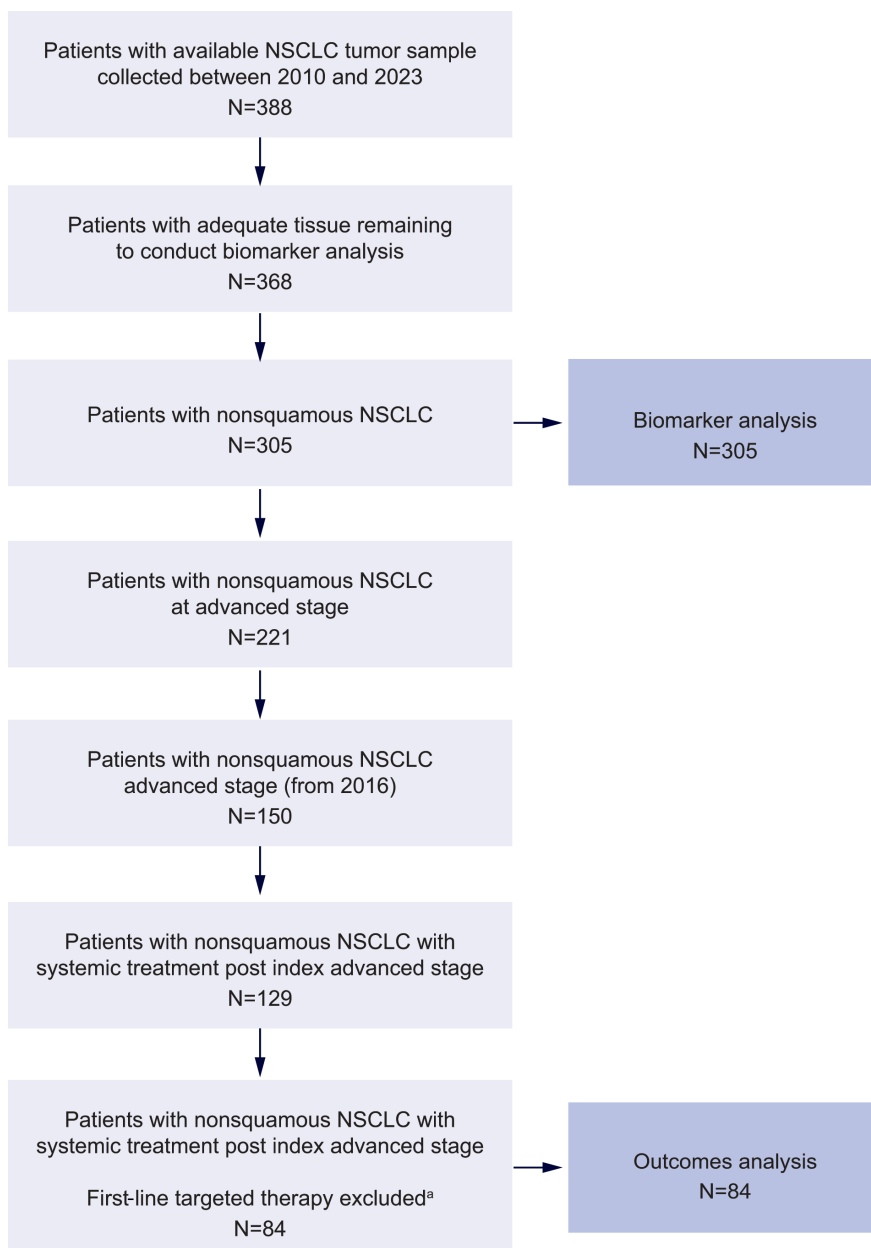 Patients with available NSCLC tumor sample
collected between 2010 and 2023
N=388
Patients with adequate tissue remaining
to conduct biomarker analysis
N=368
Patients with nonsquamous NSCLC
N=305
Biomarker analysis
N=305
Patients with nonsquamous NSCLC
at advanced stage
N=221
Patients with nonsquamous NSCLC
advanced stage (from 2016)
N=150
Patients with nonsquamous NSCLC with
systemic treatment post index advanced stage
N=129
Patients with nonsquamous NSCLC with
systemic treatment post index advanced stage
First-line targeted therapy excludedᵃ
N=84
Outcomes analysis
N=84